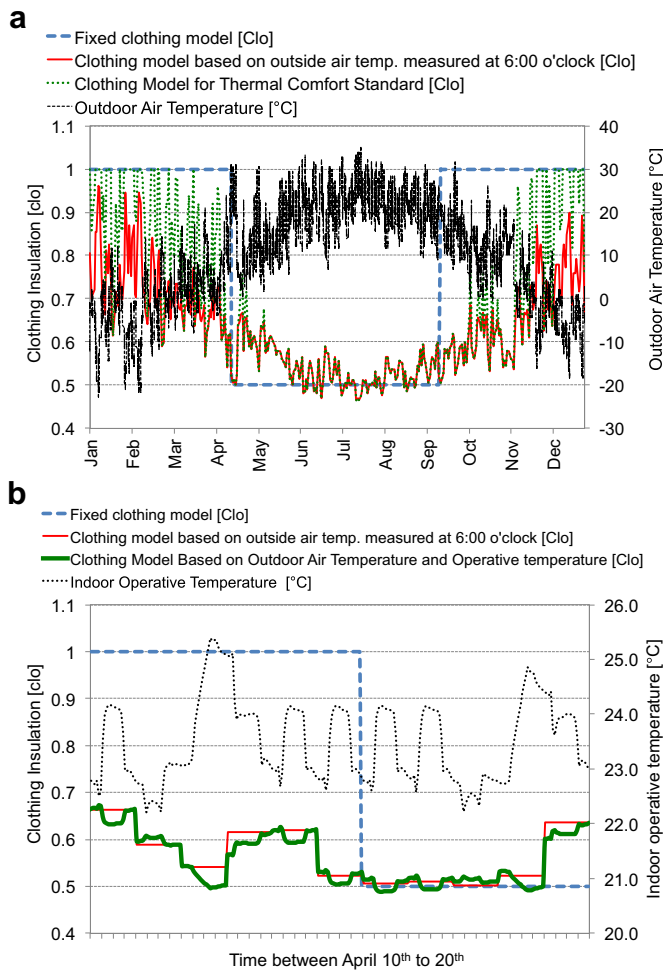 a
Fixed clothing model [Clo]
Clothing model based on outside air temp. measured at 6:00 o'clock [Clo]
Clothing Model for Thermal Comfort Standard [Clo]
Outdoor Air Temperature [°C]
1.1
1
0.9
0.8
0.7
0.6
0.5
0.4
Clothing Insulation [clo]
40
30
20
10
0
-10
-20
-30
Outdoor Air Temperature [°C]
Jan
Feb
Mar
Apr
May
Jun
Jul
Aug
Sep
Oct
Nov
Dec
b
Fixed clothing model [Clo]
Clothing model based on outside air temp. measured at 6:00 o'clock [Clo]
Clothing Model Based on Outdoor Air Temperature and Operative temperature [Clo]
Indoor Operative Temperature [°C]
1.1
1
0.9
0.8
0.7
0.6
0.5
0.4
Clothing Insulation [clo]
26.0
25.0
24.0
23.0
22.0
21.0
20.0
Indoor operative temperature [°C]
Time between April 10th to 20th